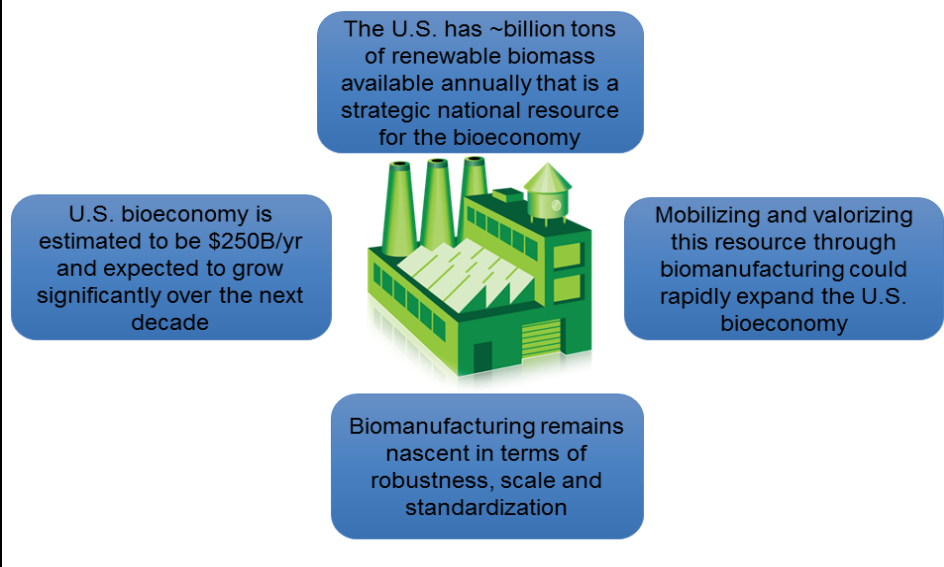 The U.S. has ~billion tons
of renewable biomass
available annually that is a
strategic national resource
for the bioeconomy
U.S. bioeconomy is
estimated to be $250B/yr
and expected to grow
significantly over the next
decade
Mobilizing and valorizing
this resource through
biomanufacturing could
rapidly expand the U.S.
bioeconomy
Biomanufacturing remains
nascent in terms of
robustness, scale and
standardization